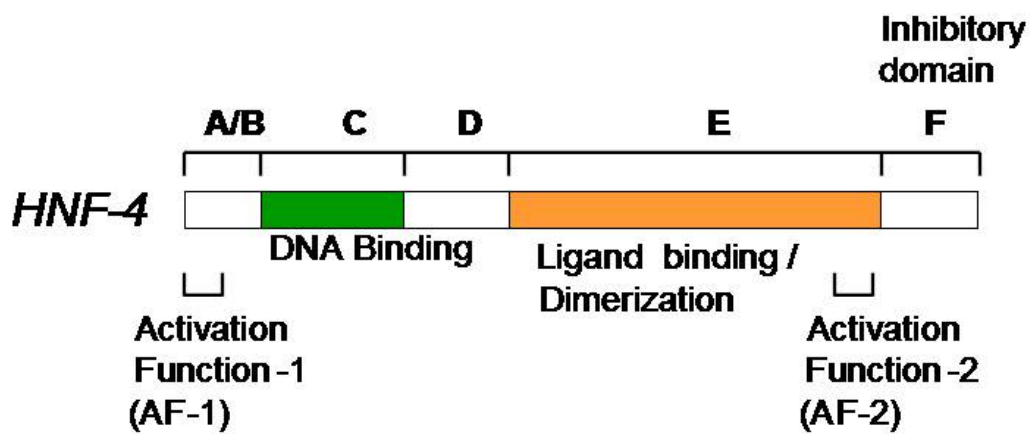 Inhibitory
domain
A/B C D E F
HNF-4
DNA Binding
Ligand binding /
Dimerization
Activation
Function -1
(AF-1)
Activation
Function -2
(AF-2)